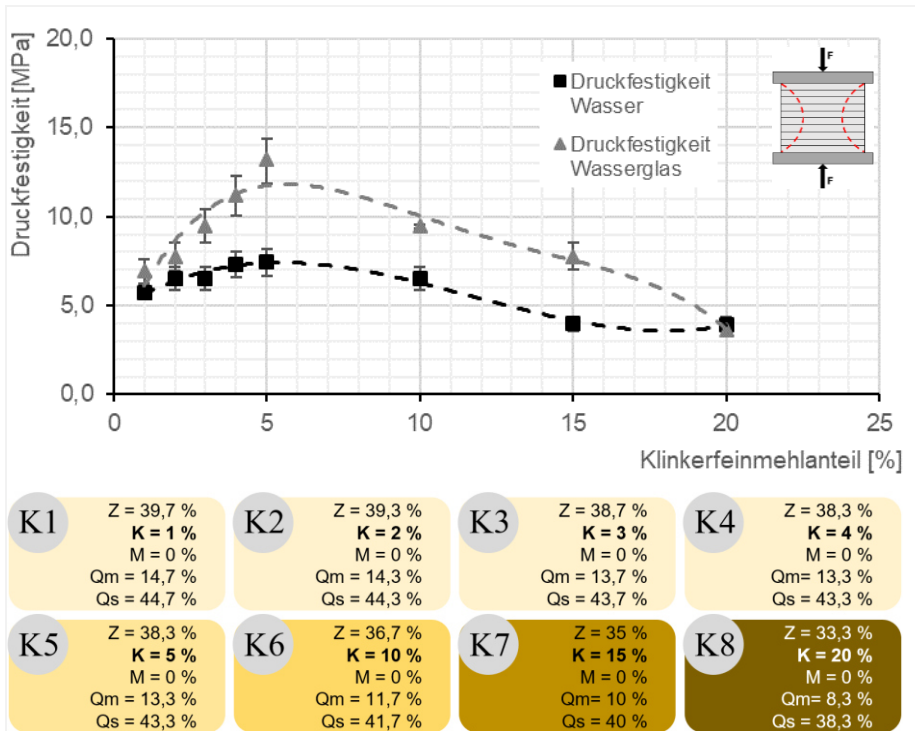 20,0
15,0
10,0
5,0
0,0
Druckfestigkeit [MPa]
Druckfestigkeit
Wasser
Druckfestigkeit
Wasserglas
F
F
0
5
10
15
20
25
Klinkerfeinmehlanteil [%]
K1
Z = 39,7 %
K = 1 %
M = 0 %
Qm = 14,7 %
Qs = 44,7 %
K2
Z = 39,3 %
K = 2 %
M = 0 %
Qm = 14,3 %
Qs = 44,3 %
K3
Z = 38,7 %
K = 3 %
M = 0 %
Qm = 13,7 %
Qs = 43,7 %
K4
Z = 38,3 %
K = 4 %
M = 0 %
Qm= 13,3 %
Qs = 43,3 %
K5
Z = 38,3 %
K = 5 %
M = 0 %
Qm = 13,3 %
Qs = 43,3 %
K6
Z = 36,7 %
K = 10 %
M = 0 %
Qm = 11,7 %
Qs = 41,7 %
K7
Z = 35 %
K = 15 %
M = 0 %
Qm= 10 %
Qs = 40 %
K8
Z = 33,3 %
K = 20 %
M = 0 %
Qm= 8,3 %
Qs = 38,3 %